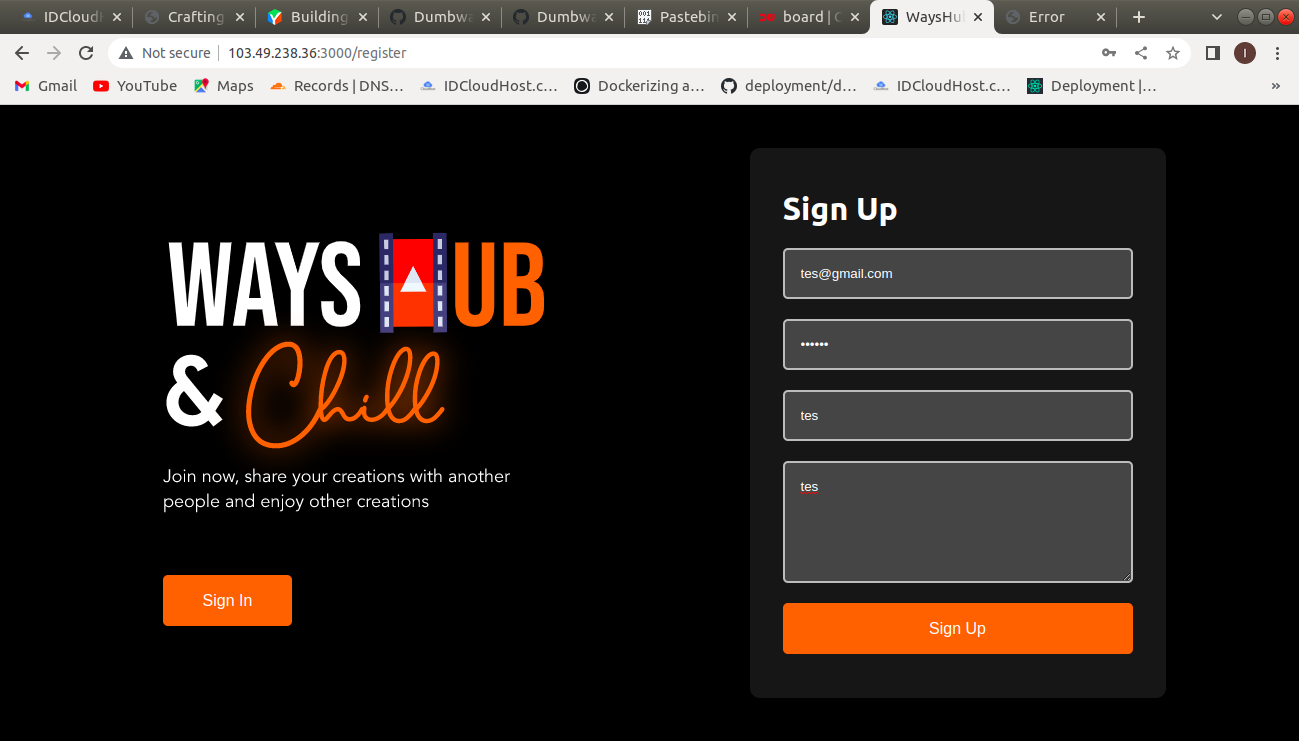 IDCloudH
Crafting
Building
Dumbwa
Dumbwa
Pastebin
board | C
WaysHu
Error
Not secure
103.49.238.36:3000/register
I
Gmail
YouTube
Maps
Records | DNS…
IDCloudHost.c…
Dockerizing a…
deployment/d…
IDCloudHost.c…
Deployment |…
»
WAYS HUB
& Chill
Join now, share your creations with another
people and enjoy other creations
Sign In
Sign Up
tes@gmail.com
••••••
tes
tes
Sign Up